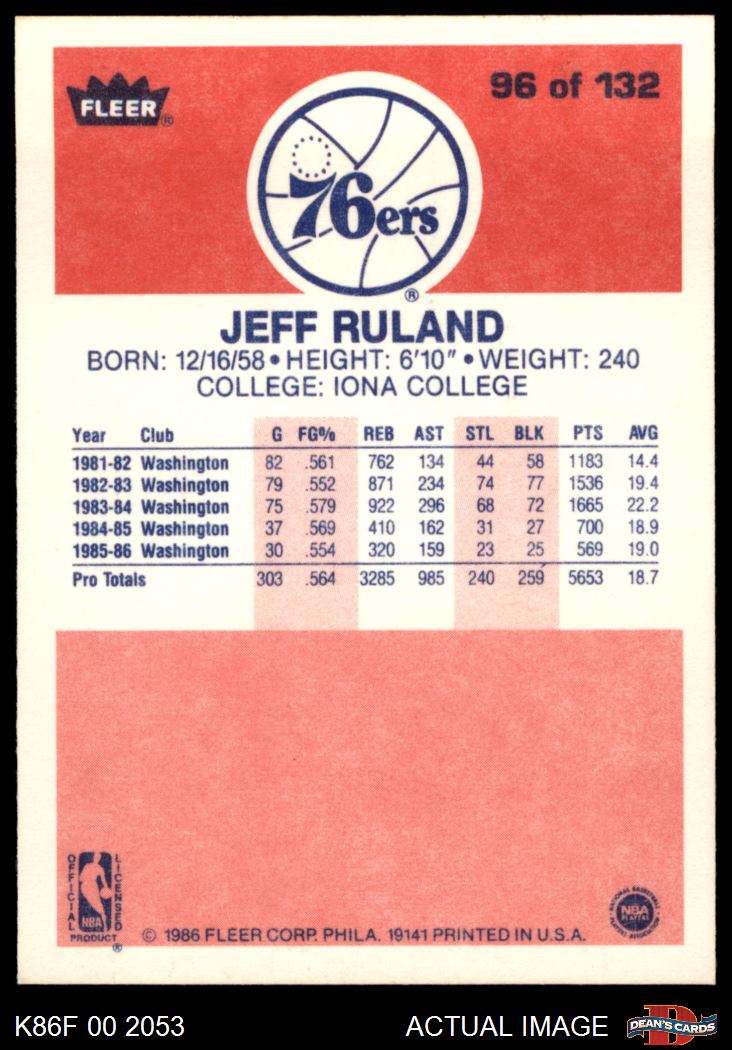 FLEER®
96 of 132
76ers
®
JEFF RULAND
BORN: 12/16/58 • HEIGHT: 6'10" • WEIGHT: 240
COLLEGE: IONA COLLEGE
Year Club G FG% REB AST STL BLK PTS AVG
1981-82 Washington 82 .561 762 134 44 58 1183 14.4
1982-83 Washington 79 .552 871 234 74 77 1536 19.4
1983-84 Washington 75 .579 922 296 68 72 1665 22.2
1984-85 Washington 37 .569 410 162 31 27 700 18.9
1985-86 Washington 30 .554 320 159 23 25 569 19.0
Pro Totals 303 .564 3285 985 240 259 5653 18.7
OFFICIAL LICENSED
NBA
PRODUCT ®
© 1986 FLEER CORP. PHILA. 19141 PRINTED IN U.S.A.
NATIONAL BASKETBALL
NBA
PLAYERS
ASSOCIATION
K86F 00 2053
ACTUAL IMAGE
D
DEAN'S CARDS